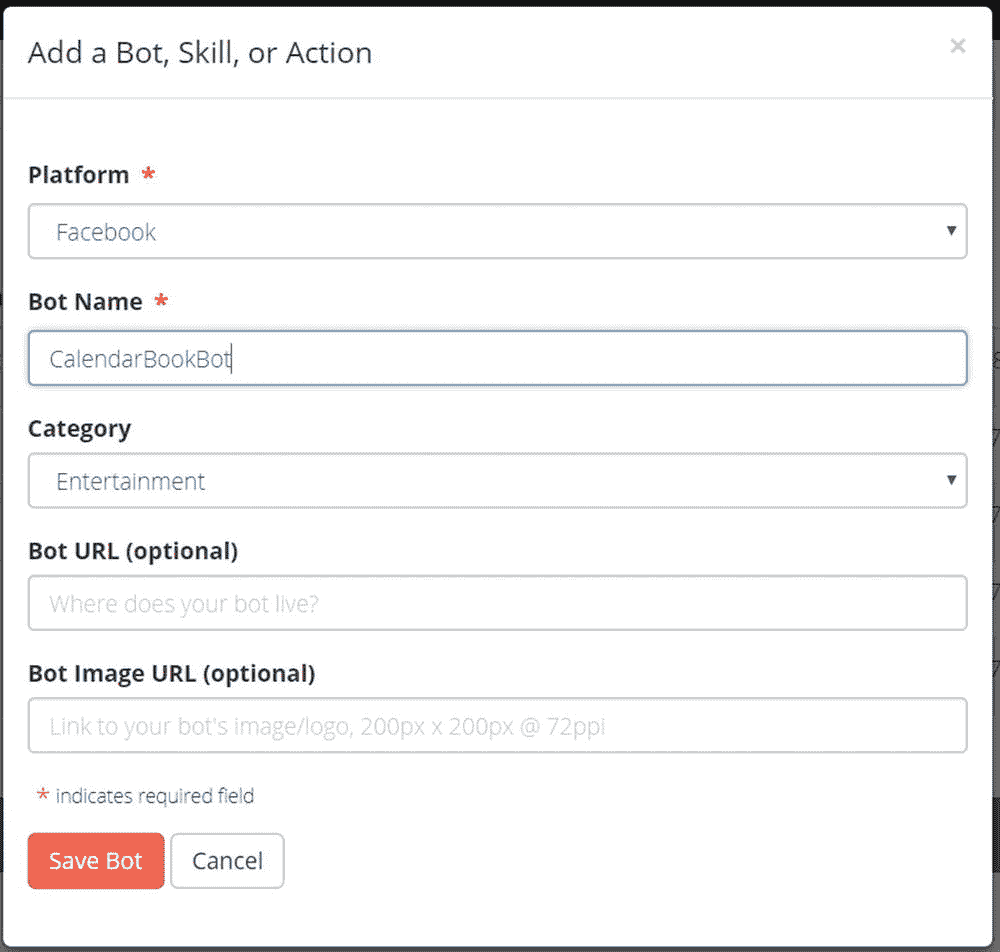 Add a Bot, Skill, or Action
×
Platform *
Facebook
Bot Name *
CalendarBookBot
Category
Entertainment
Bot URL (optional)
Where does your bot live?
Bot Image URL (optional)
Link to your bot's image/logo, 200px x 200px @ 72ppi
* indicates required field
Save Bot Cancel